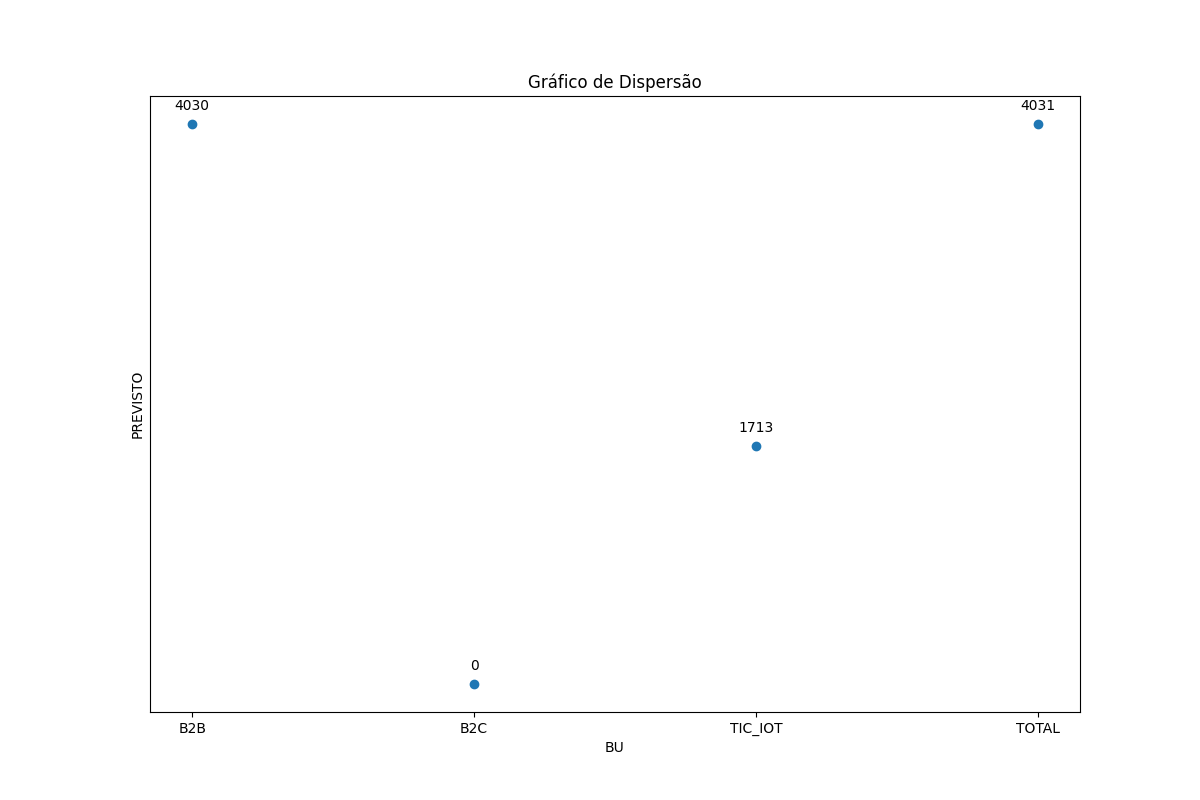 Gráfico de Dispersão
4030
4031
1713
0
PREVISTO
B2B
B2C
TIC_IOT
TOTAL
BU